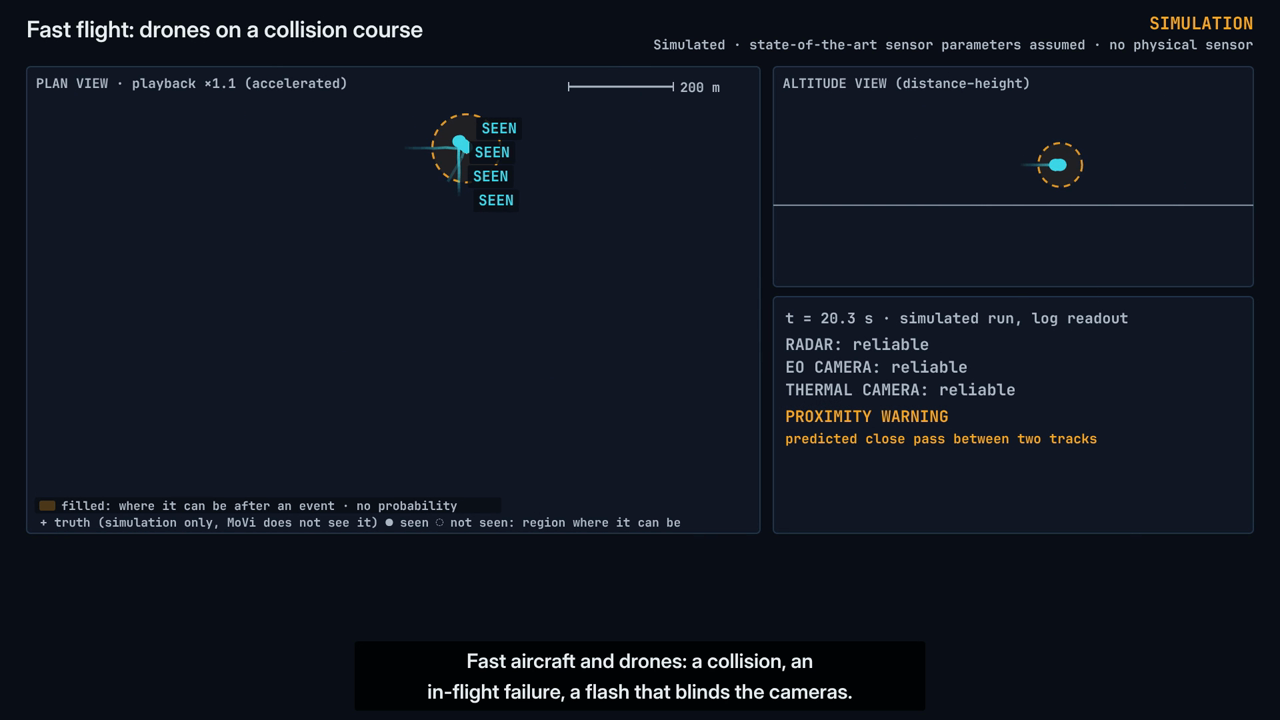 Fast flight: drones on a collision course
SIMULATION
Simulated · state-of-the-art sensor parameters assumed · no physical sensor
PLAN VIEW · playback ×1.1 (accelerated)
200 m
SEEN
SEEN
SEEN
SEEN
filled: where it can be after an event · no probability
+ truth (simulation only, MoVi does not see it) ● seen ◌ not seen: region where it can be
ALTITUDE VIEW (distance-height)
t = 20.3 s · simulated run, log readout
RADAR: reliable
EO CAMERA: reliable
THERMAL CAMERA: reliable
PROXIMITY WARNING
predicted close pass between two tracks
Fast aircraft and drones: a collision, an
in-flight failure, a flash that blinds the cameras.